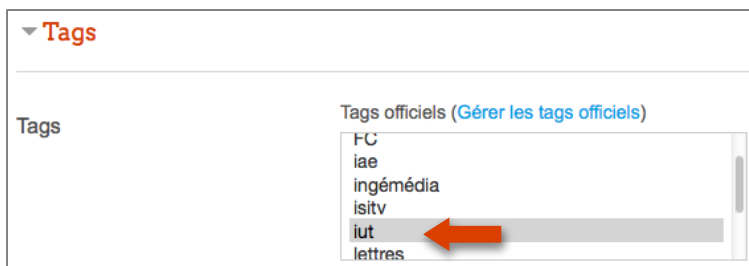 Tags
Tags officiels (Gérer les tags officiels)
Tags
FC
iae
ingémédia
isitv
iut
lettres